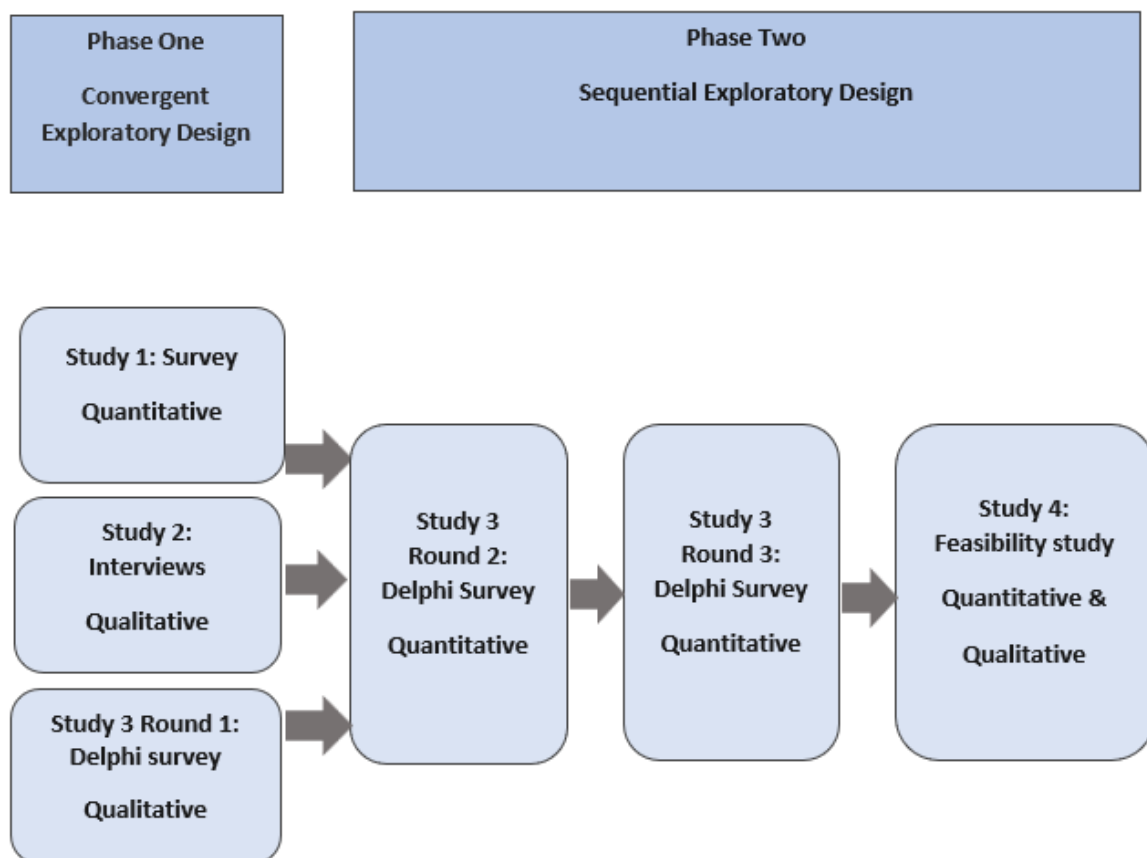 Phase One
Convergent
Exploratory Design
Phase Two
Sequential Exploratory Design
Study 1: Survey
Quantitative
Study 2:
Interviews
Qualitative
Study 3 Round 1:
Delphi survey
Qualitative
Study 3
Round 2:
Delphi Survey
Quantitative
Study 3
Round 3:
Delphi Survey
Quantitative
Study 4:
Feasibility study
Quantitative &
Qualitative